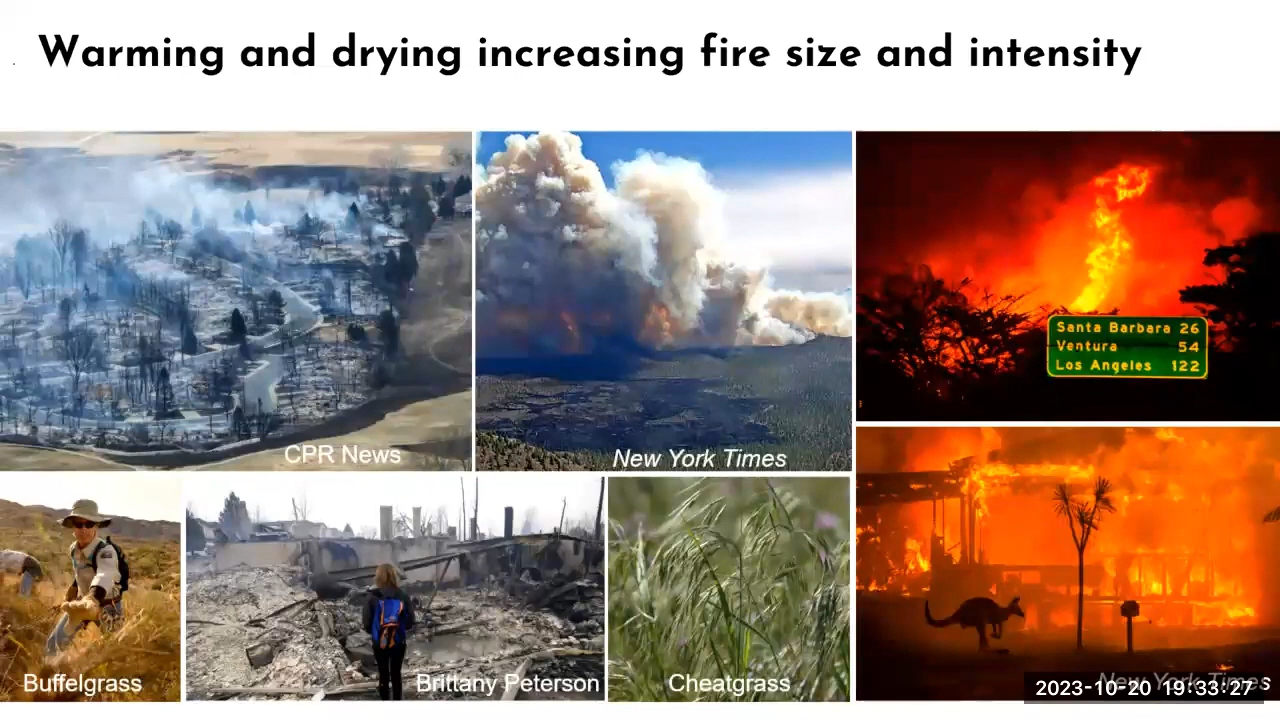 Warming and drying increasing fire size and intensity
CPR News
New York Times
Santa Barbara 26
Ventura 54
Los Angeles 122
Buffelgrass
Brittany Peterson
Cheatgrass
New York Times
2023-10-20 19:33:27